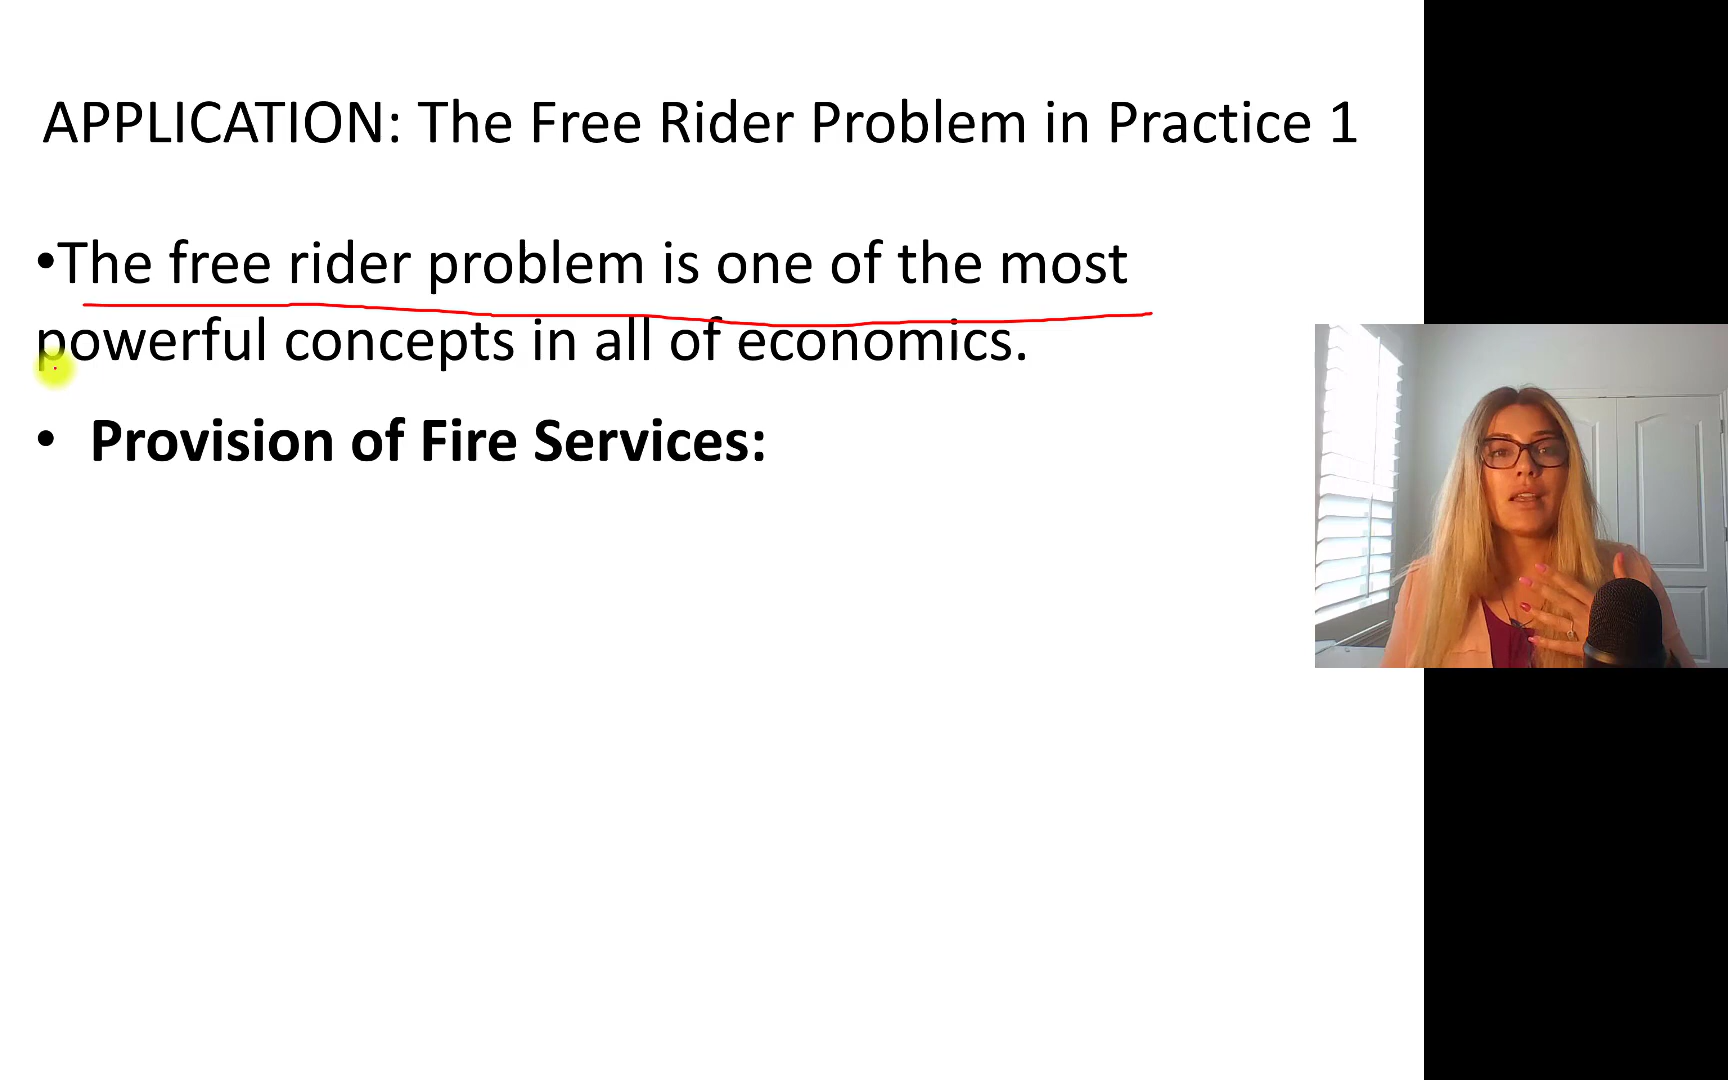 APPLICATION: The Free Rider Problem in Practice 1
•The free rider problem is one of the most
powerful concepts in all of economics.
• Provision of Fire Services: